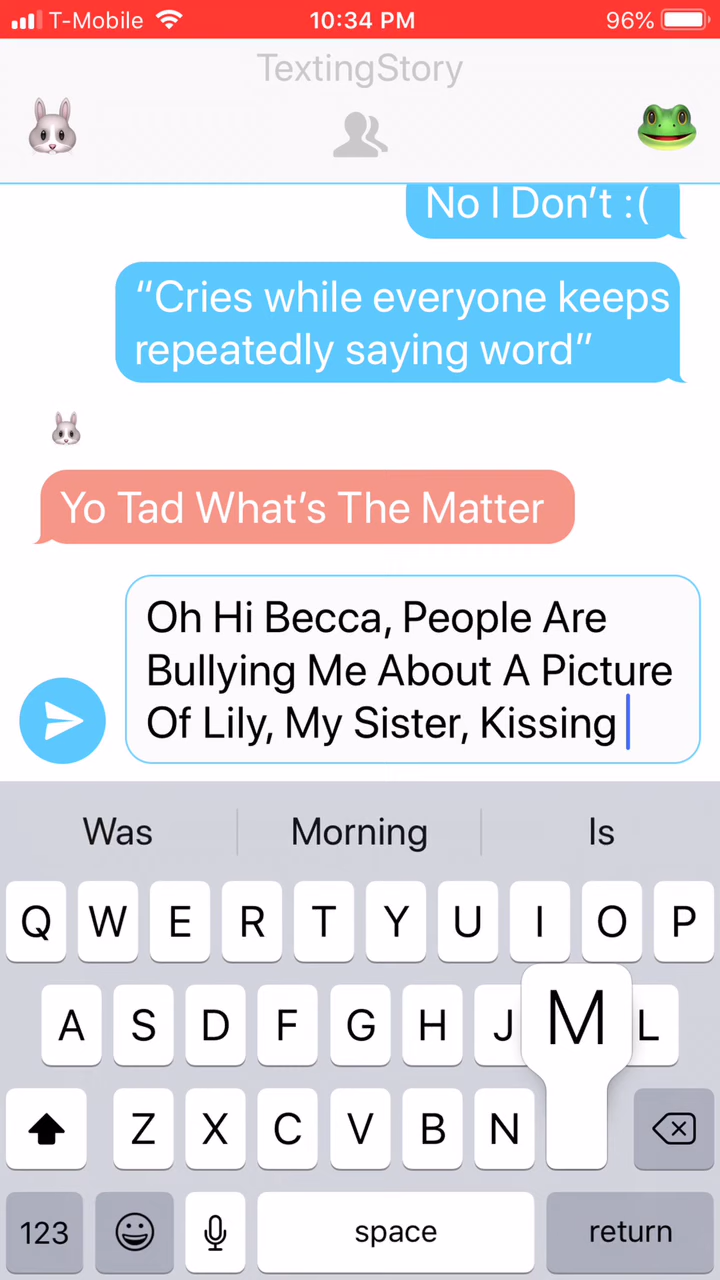 T-Mobile 10:34 PM 96%
TextingStory
No I Don’t :(
“Cries while everyone keeps
repeatedly saying word”
Yo Tad What’s The Matter
Oh Hi Becca, People Are
Bullying Me About A Picture
Of Lily, My Sister, Kissing
Was Morning Is
Q W E R T Y U I O P
A S D F G H J M L
Z X C V B N
123 space return